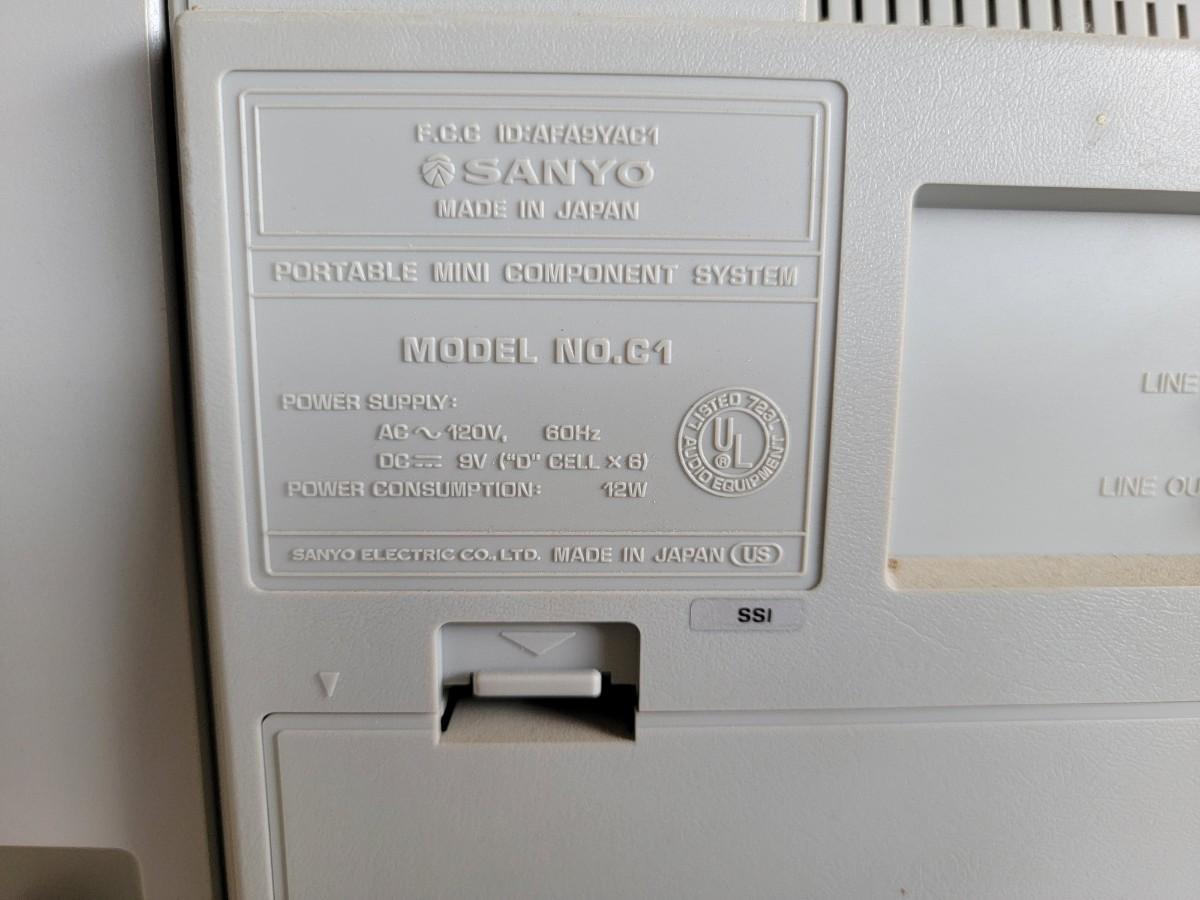 F.C.C ID:AFA9YAC1
SANYO
MADE IN JAPAN
PORTABLE MINI COMPONENT SYSTEM
MODEL NO.C1
POWER SUPPLY:
AC ~ 120V, 60Hz
DC ⎓ 9V ("D" CELL × 6)
POWER CONSUMPTION: 12W
LISTED 723L
UL ®
AUDIO EQUIPMENT
SANYO ELECTRIC CO., LTD. MADE IN JAPAN US
SSI
LINE
LINE OU